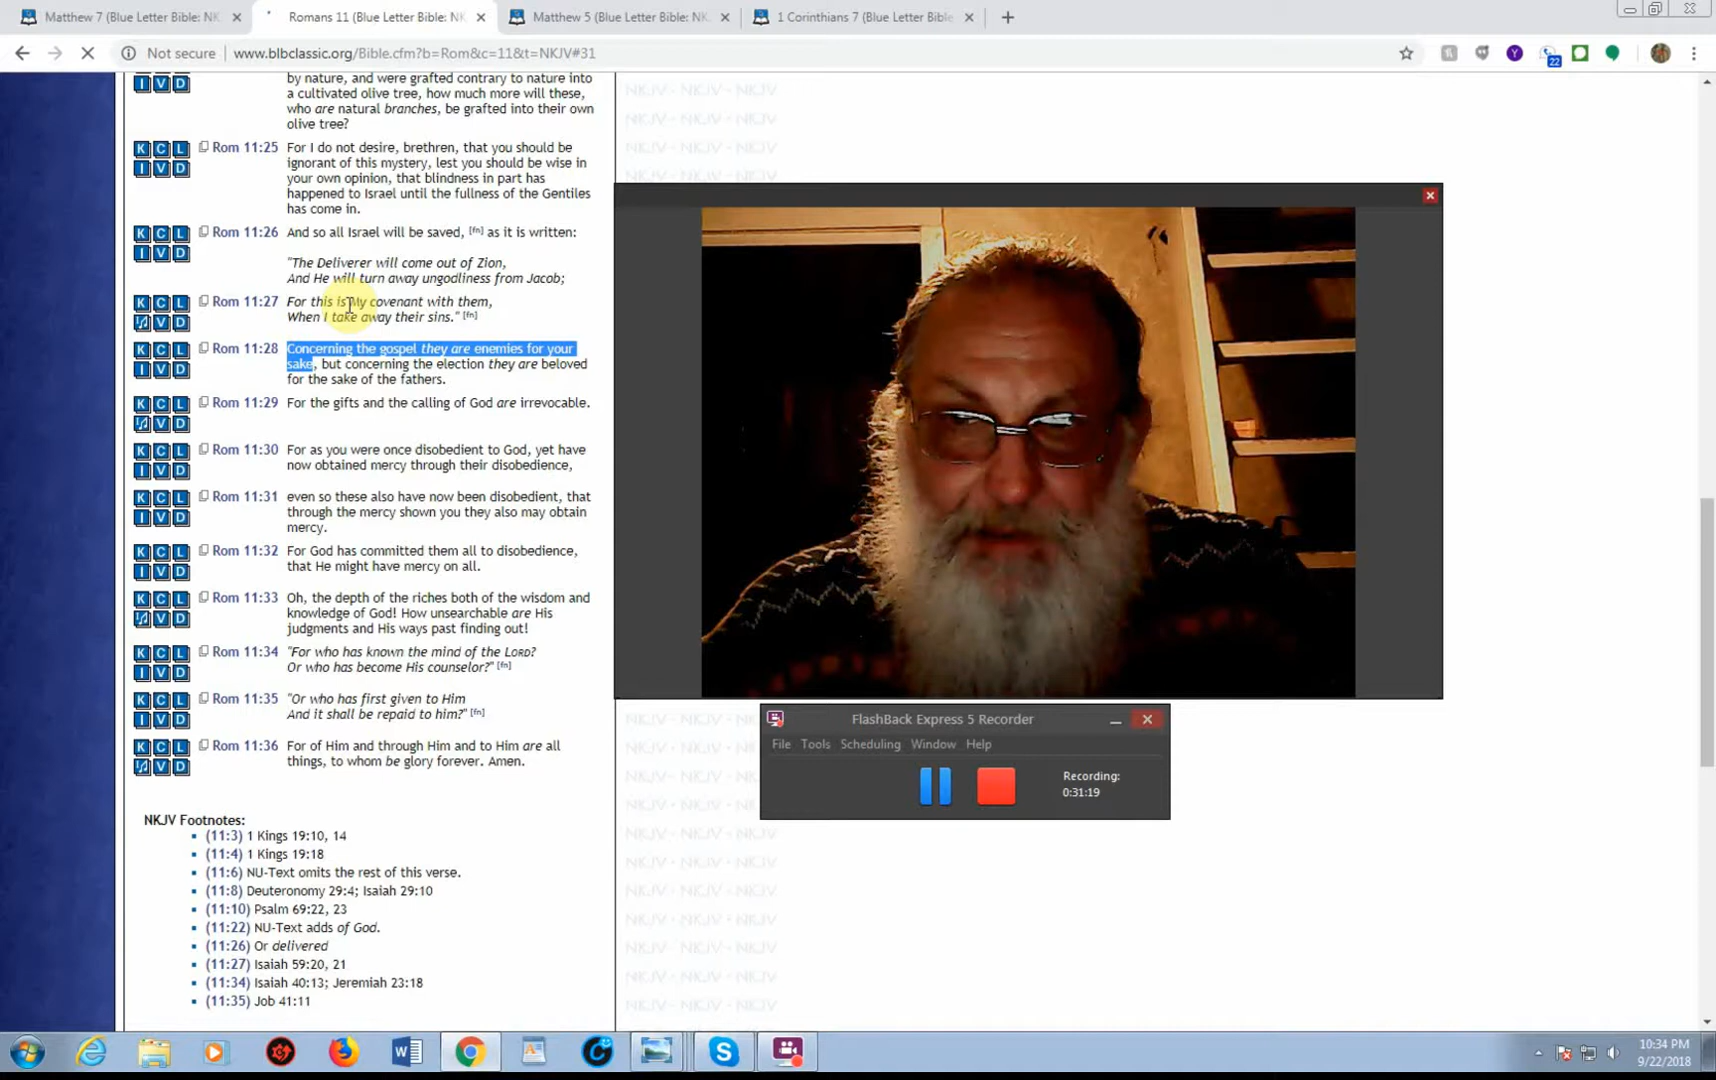 Matthew 7 (Blue Letter Bible: NK
Romans 11 (Blue Letter Bible: NK
Matthew 5 (Blue Letter Bible: NK
1 Corinthians 7 (Blue Letter Bible
Not secure
www.blbclassic.org/Bible.cfm?b=Rom&c=11&t=NKJV#31
22
by nature, and were grafted contrary to nature into
a cultivated olive tree, how much more will these,
who are natural branches, be grafted into their own
olive tree?
Rom 11:25
For I do not desire, brethren, that you should be
ignorant of this mystery, lest you should be wise in
your own opinion, that blindness in part has
happened to Israel until the fullness of the Gentiles
has come in.
Rom 11:26
And so all Israel will be saved, [fn] as it is written:
"The Deliverer will come out of Zion,
And He will turn away ungodliness from Jacob;
Rom 11:27
For this is My covenant with them,
When I take away their sins." [fn]
Rom 11:28
Concerning the gospel they are enemies for your
sake, but concerning the election they are beloved
for the sake of the fathers.
Rom 11:29
For the gifts and the calling of God are irrevocable.
Rom 11:30
For as you were once disobedient to God, yet have
now obtained mercy through their disobedience,
Rom 11:31
even so these also have now been disobedient, that
through the mercy shown you they also may obtain
mercy.
Rom 11:32
For God has committed them all to disobedience,
that He might have mercy on all.
Rom 11:33
Oh, the depth of the riches both of the wisdom and
knowledge of God! How unsearchable are His
judgments and His ways past finding out!
Rom 11:34
"For who has known the mind of the LORD?
Or who has become His counselor?" [fn]
Rom 11:35
"Or who has first given to Him
And it shall be repaid to him?" [fn]
Rom 11:36
For of Him and through Him and to Him are all
things, to whom be glory forever. Amen.
NKJV Footnotes:
(11:3) 1 Kings 19:10, 14
(11:4) 1 Kings 19:18
(11:6) NU-Text omits the rest of this verse.
(11:8) Deuteronomy 29:4; Isaiah 29:10
(11:10) Psalm 69:22, 23
(11:22) NU-Text adds of God.
(11:26) Or delivered
(11:27) Isaiah 59:20, 21
(11:34) Isaiah 40:13; Jeremiah 23:18
(11:35) Job 41:11
NKJV - NKJV - NKJV
FlashBack Express 5 Recorder
File Tools Scheduling Window Help
Recording:
0:31:19
10:34 PM
9/22/2018